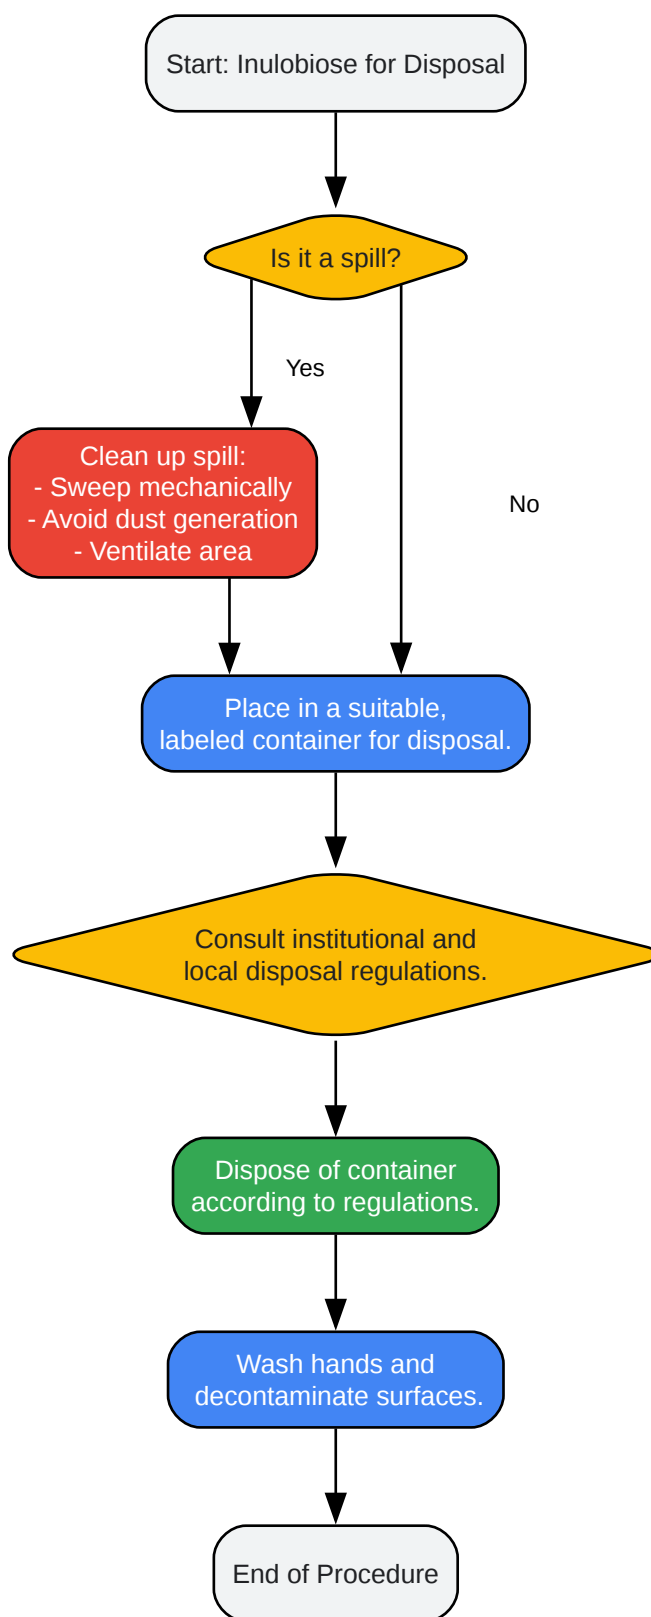 Start: Inulobiose for Disposal
Is it a spill?
Yes
Clean up spill:
- Sweep mechanically
- Avoid dust generation
- Ventilate area
No
Place in a suitable,
labeled container for disposal.
Consult institutional and
local disposal regulations.
Dispose of container
according to regulations.
Wash hands and
decontaminate surfaces.
End of Procedure